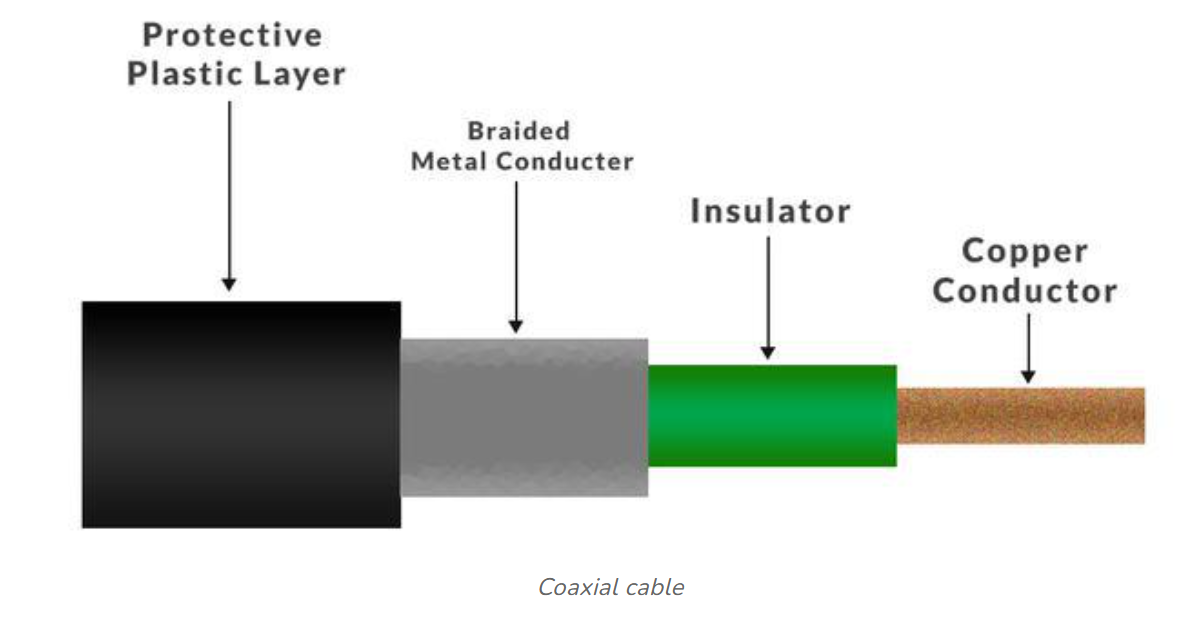 Protective
Plastic Layer
Braided
Metal Conducter
Insulator
Copper
Conductor
Coaxial cable